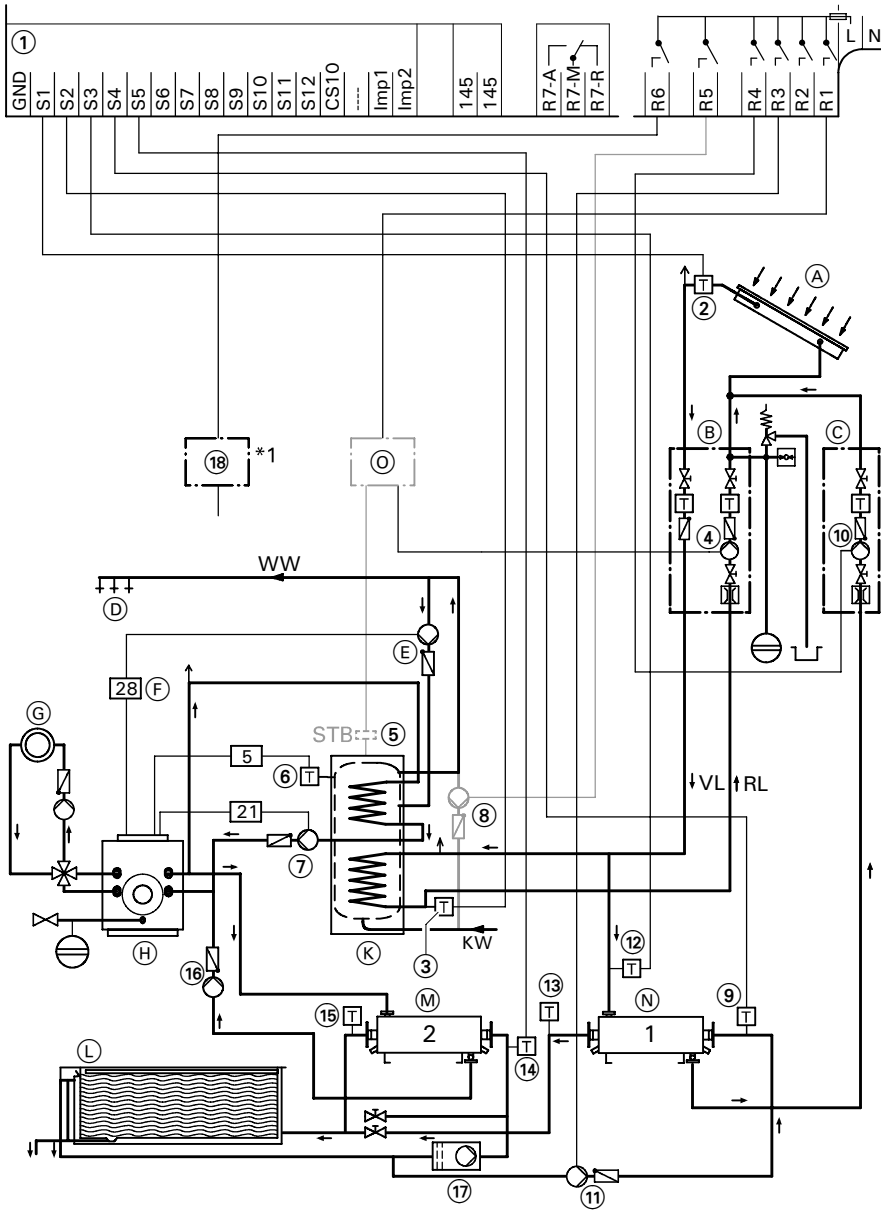 L N
1
GND S1 S2 S3 S4 S5 S6 S7 S8 S9 S10 S11 S12 CS10 ---- Imp1 Imp2 145 145 R7-A R7-M R7-R R6 R5 R4 R3 R2 R1
A
T
2
18 *1
O
B C
T T T
4 10
WW
D
E
28 F
G
STB 5
5 T
6
VL RL
21
8
7
T
KW
H K 3
12
T
16
13
M N 9
15 T T T
2 1
T
14
L
17 11